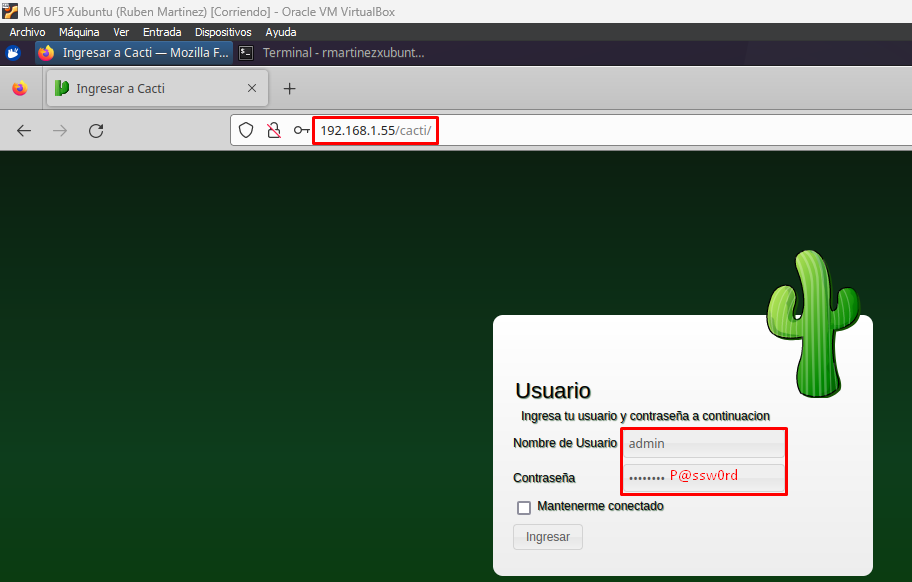 M6 UF5 Xubuntu (Ruben Martinez) [Corriendo] - Oracle VM VirtualBox
Archivo Máquina Ver Entrada Dispositivos Ayuda
Ingresar a Cacti — Mozilla F... Terminal - rmartinezxubunt...
Ingresar a Cacti
192.168.1.55/cacti/
Usuario
Ingresa tu usuario y contraseña a continuacion
Nombre de Usuario admin
Contraseña •••••••• P@ssw0rd
Mantenerme conectado
Ingresar